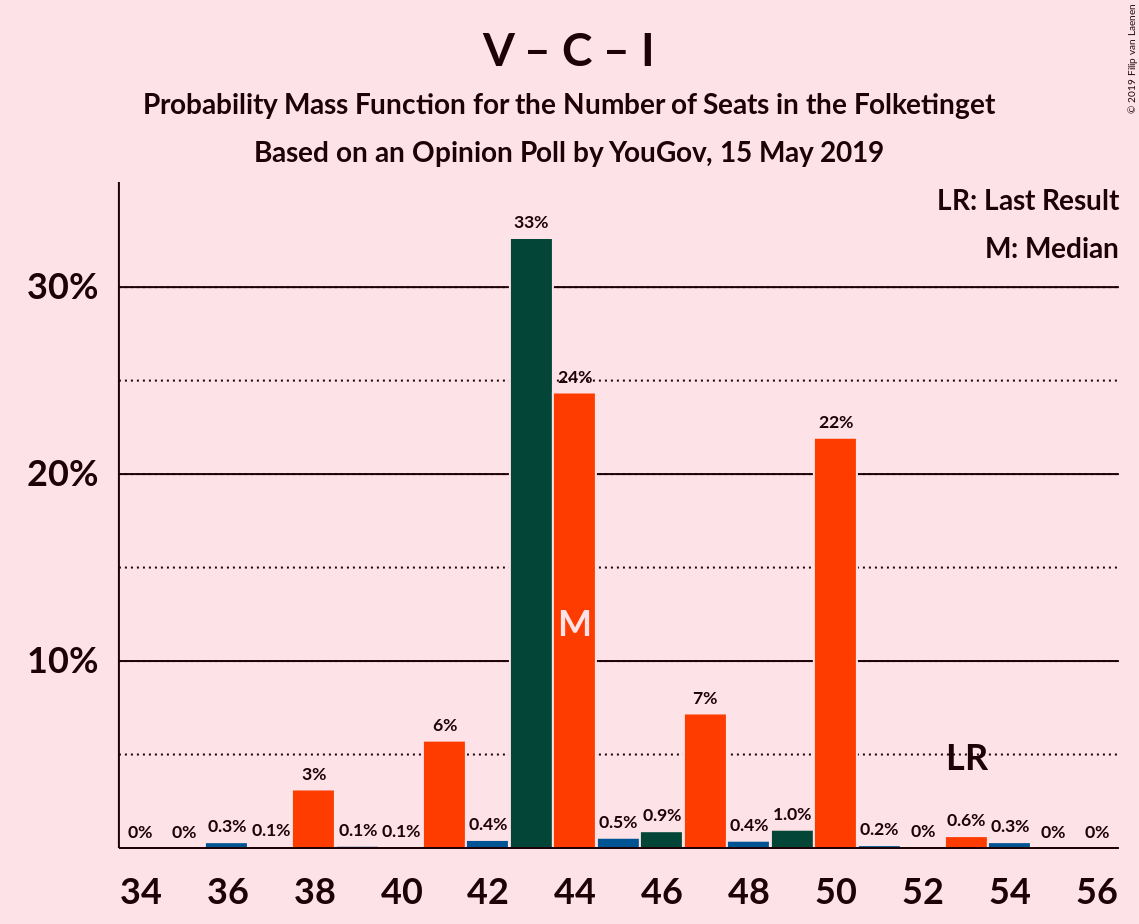 V – C – I
Probability Mass Function for the Number of Seats in the Folketinget
Based on an Opinion Poll by YouGov, 15 May 2019
© 2019 Filip van Laenen
LR: Last Result
M: Median
30%
20%
10%
0%
0%
0.3%
0.1%
3%
0.1%
0.1%
6%
0.4%
33%
24%
0.5%
0.9%
7%
0.4%
1.0%
22%
0.2%
0%
0.6%
0.3%
0%
0%
M
LR
34 36 38 40 42 44 46 48 50 52 54 56